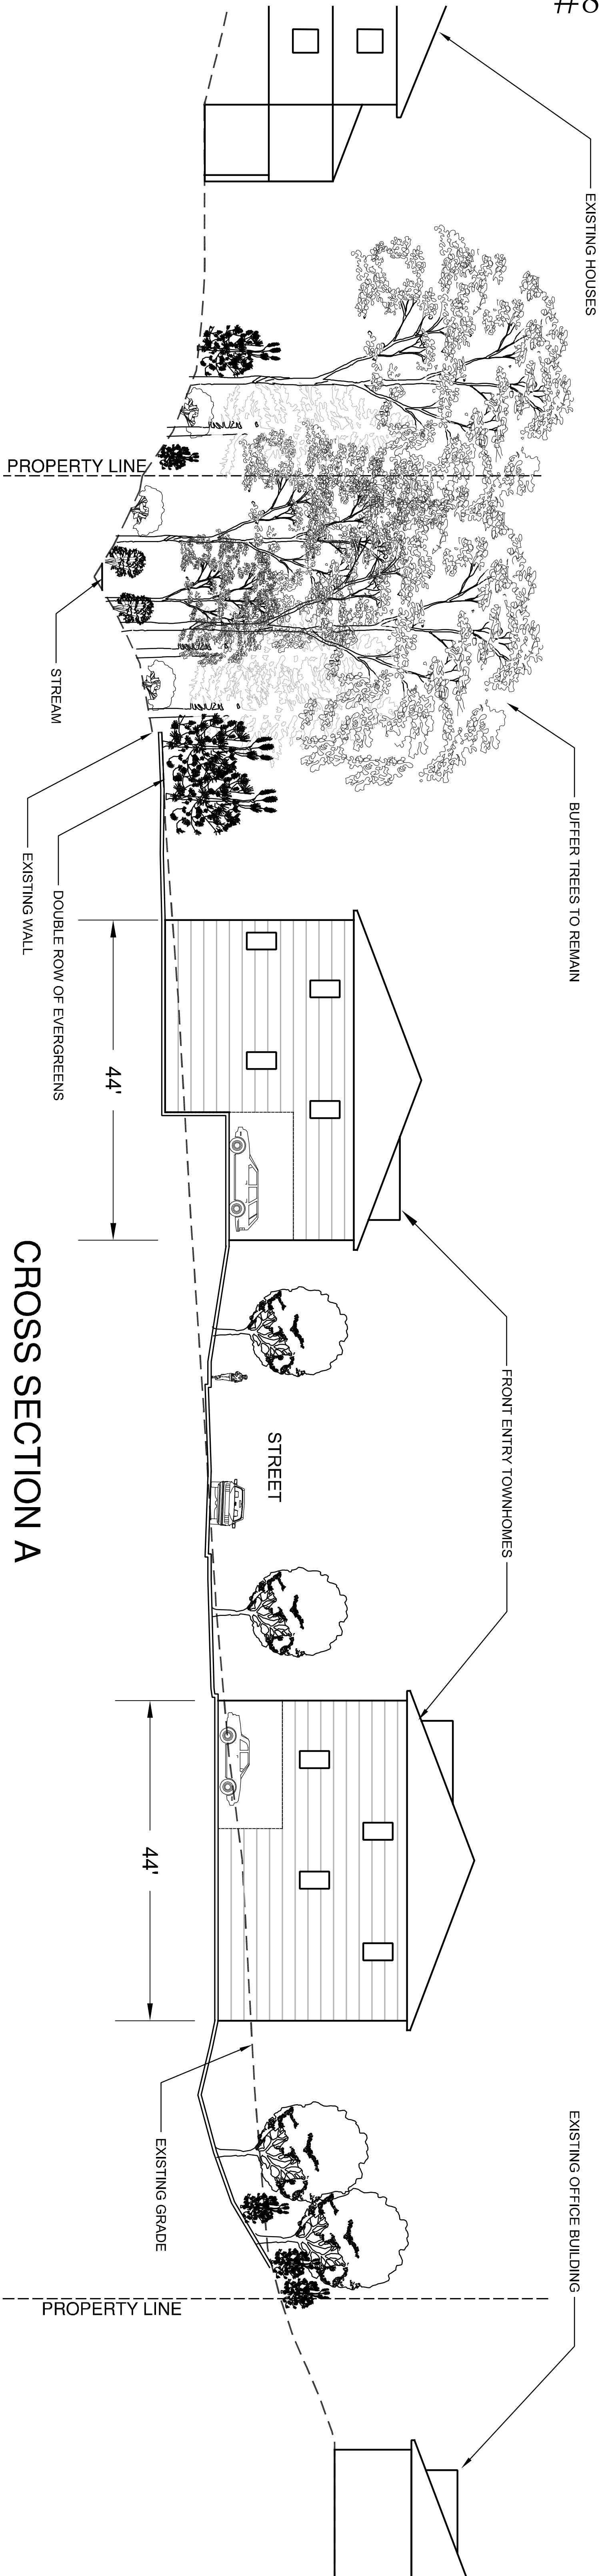 #8
EXISTING HOUSES
PROPERTY LINE
STREAM
BUFFER TREES TO REMAIN
EXISTING WALL
DOUBLE ROW OF EVERGREENS
44'
FRONT ENTRY TOWNHOMES
STREET
CROSS SECTION A
44'
EXISTING GRADE
EXISTING OFFICE BUILDING
PROPERTY LINE